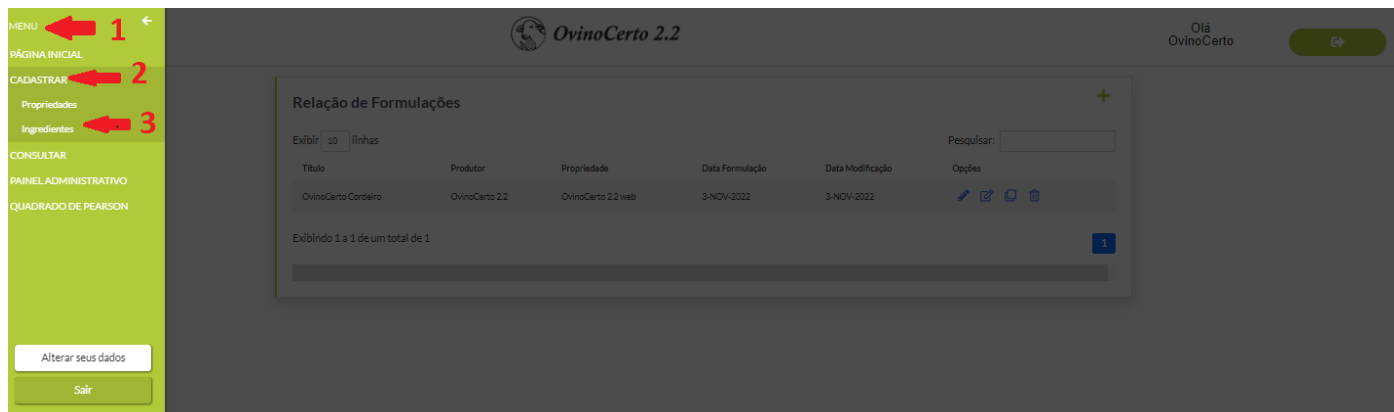 MENU 1
PÁGINA INICIAL
CADASTRAR 2
Propriedades
Ingredientes 3
CONSULTAR
PAINEL ADMINISTRATIVO
QUADRADO DE PEARSON
Alterar seus dados
Sair
OvinoCerto 2.2
Olá
OvinoCerto
Relação de Formulações
Exibir 10 linhas Pesquisar:
Título Produtor Propriedade Data Formulação Data Modificação Opções
OvinoCerto Cordeiro OvinoCerto 2.2 OvinoCerto 2.2 web 3-NOV-2022 3-NOV-2022
Exibindo 1 a 1 de um total de 1
1